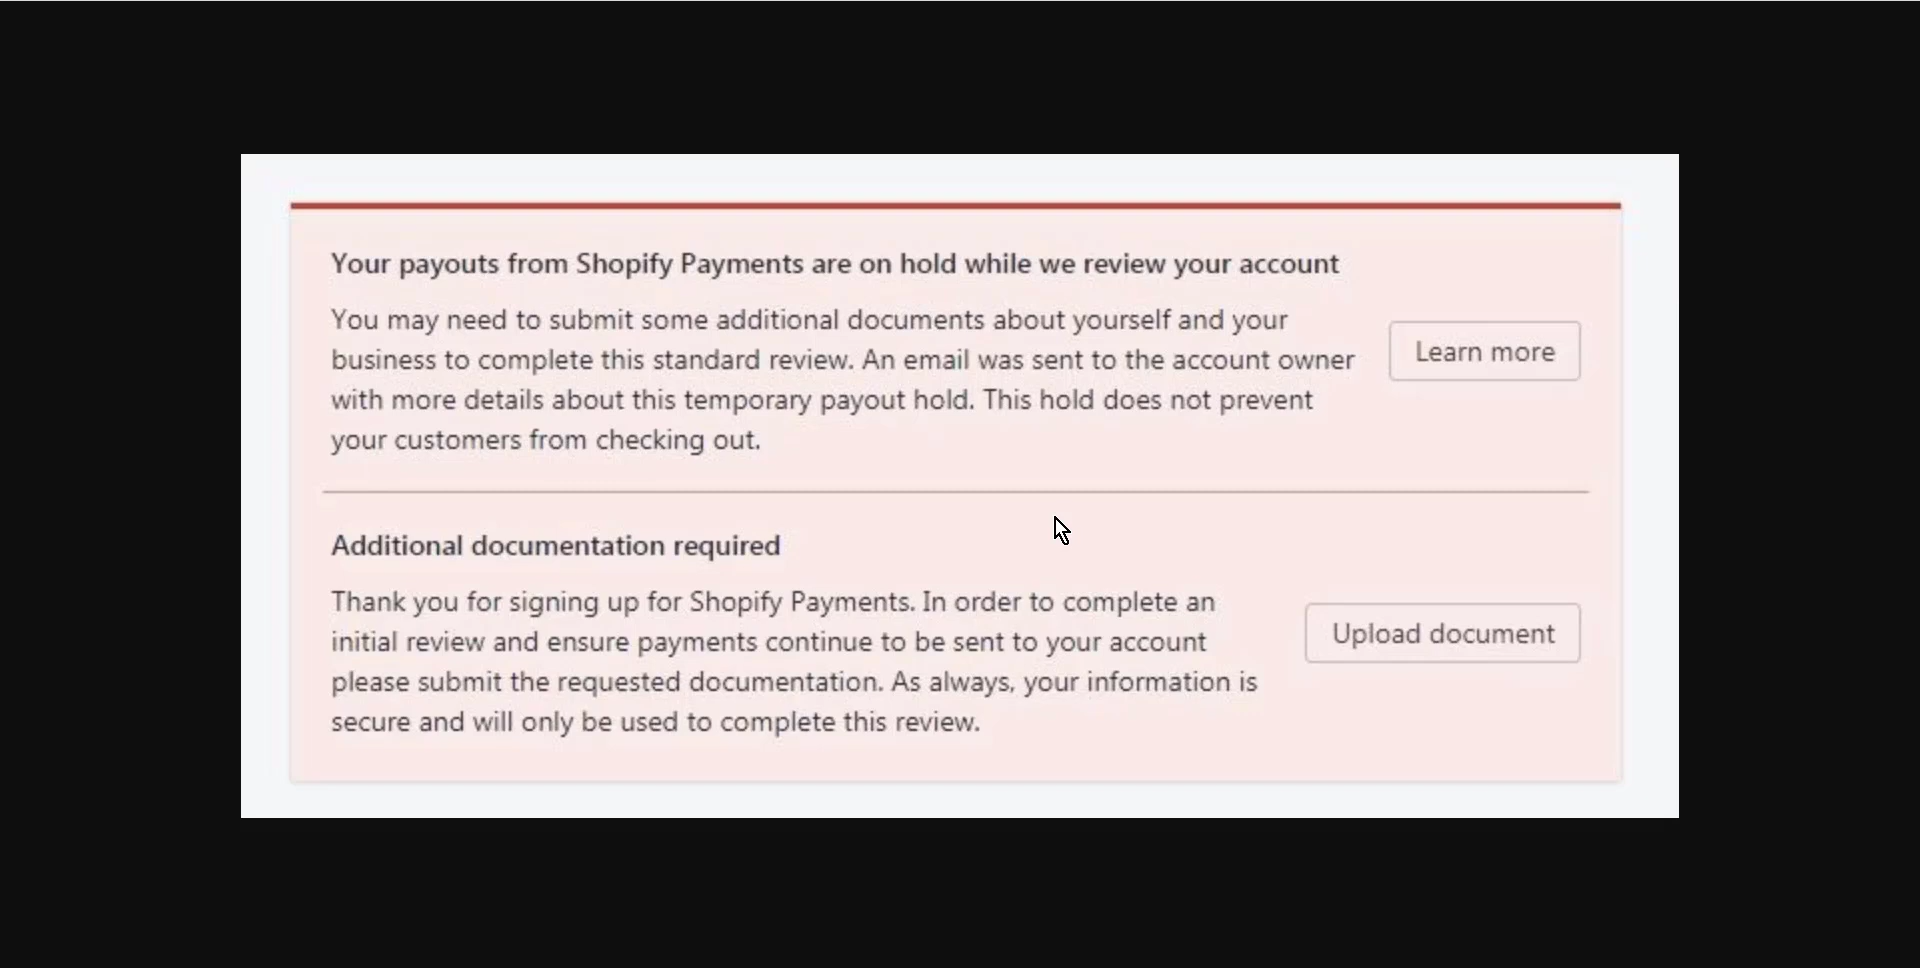 Your payouts from Shopify Payments are on hold while we review your account
You may need to submit some additional documents about yourself and your
business to complete this standard review. An email was sent to the account owner
with more details about this temporary payout hold. This hold does not prevent
your customers from checking out.
Learn more
Additional documentation required
Thank you for signing up for Shopify Payments. In order to complete an
initial review and ensure payments continue to be sent to your account
please submit the requested documentation. As always, your information is
secure and will only be used to complete this review.
Upload document